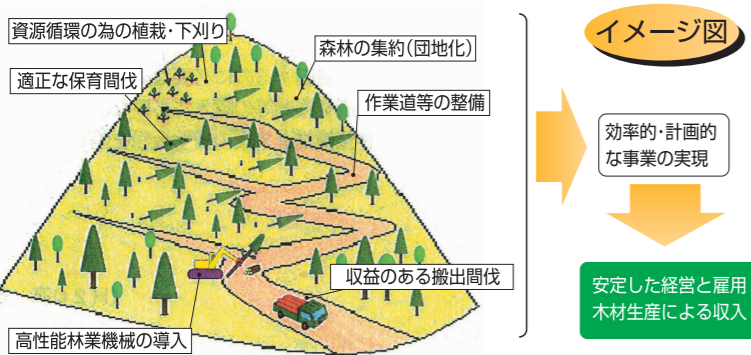 資源循環の為の植栽・下刈り
森林の集約(団地化)
適正な保育間伐
作業道等の整備
収益のある搬出間伐
高性能林業機械の導入
イメージ図
効率的・計画的
な事業の実現
安定した経営と雇用
木材生産による収入